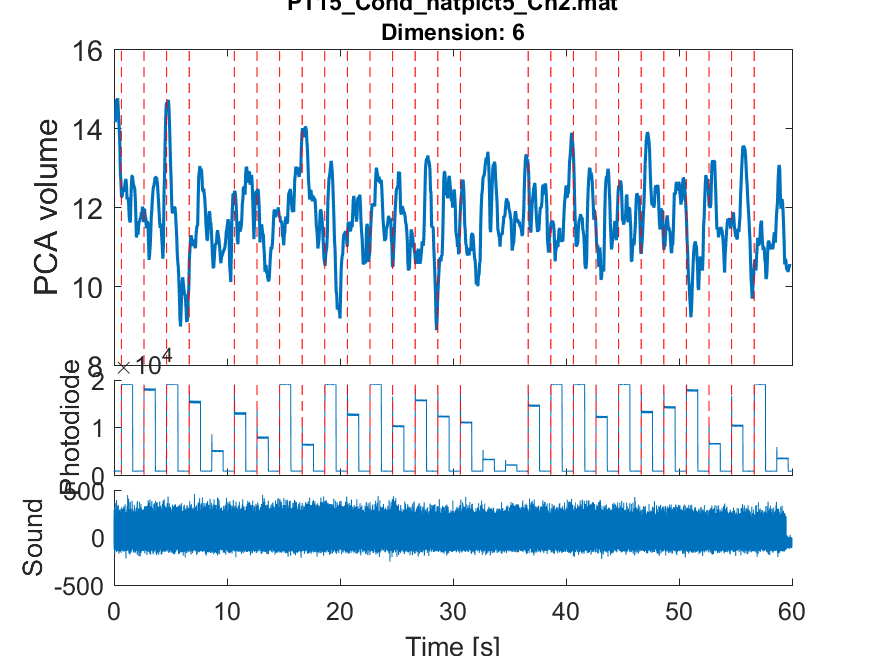 PT15_Cond_natpict5_Ch2.mat
Dimension: 6
16
14
12
10
8
PCA volume
×10^4
2
1
0
Photodiode
500
0
-500
Sound
0 10 20 30 40 50 60
Time [s]